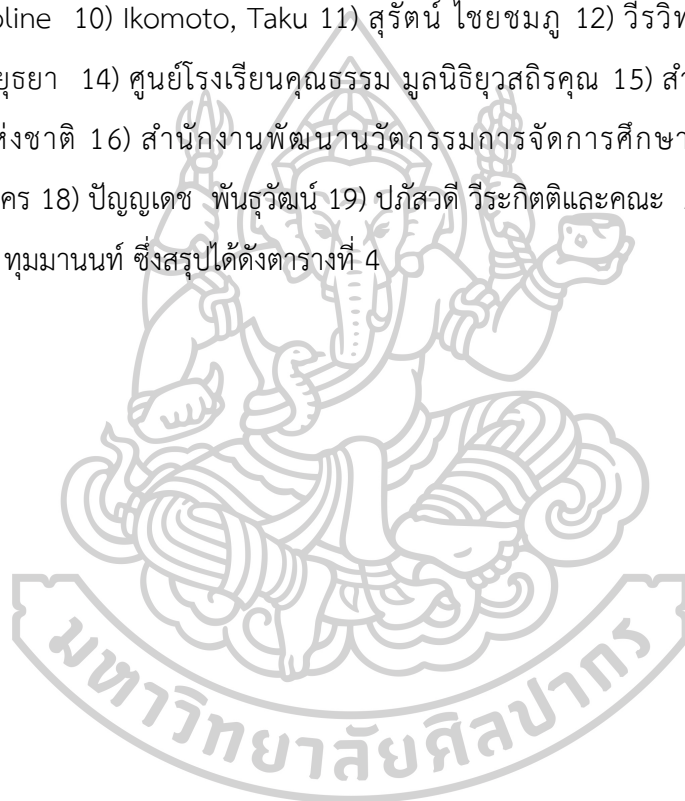 oline 10) Ikomoto, Taku 11) สุรัตน์ ไชยชมภู 12) วีรวิท
ยุธยา 14) ศูนย์โรงเรียนคุณธรรม มูลนิธิยุวสถิรคุณ 15) สำ
ห่งชาติ 16) สำนักงานพัฒนานวัตกรรมการจัดการศึกษา
คร 18) ปัญญเดช พันธุวัฒน์ 19) ปภัสวดี วีระกิตติและคณะ
ทุมมานนท์ ซึ่งสรุปได้ดังตารางที่ 4
มหาวิทยาลัยศิลปากร